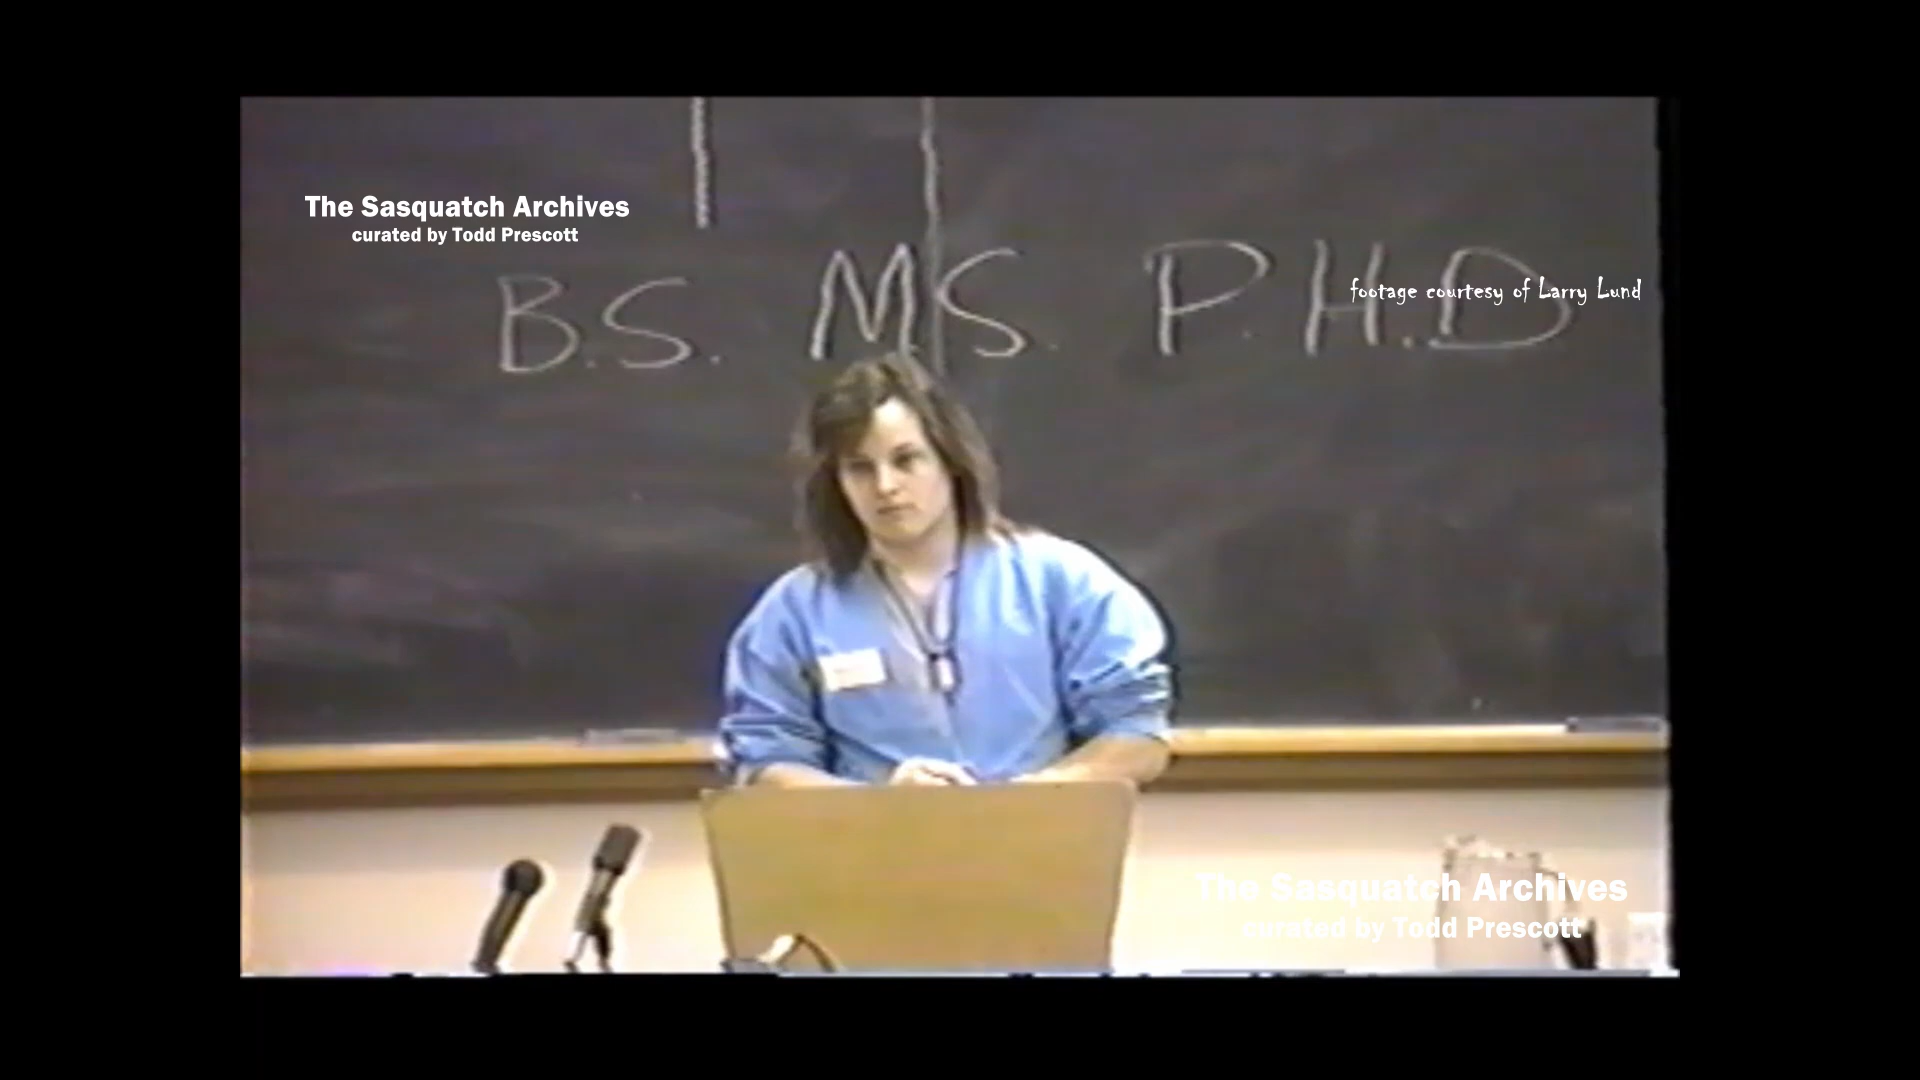 The Sasquatch Archives
curated by Todd Prescott
B.S. M.S. P.H.D
footage courtesy of Larry Lund
The Sasquatch Archives
curated by Todd Prescott